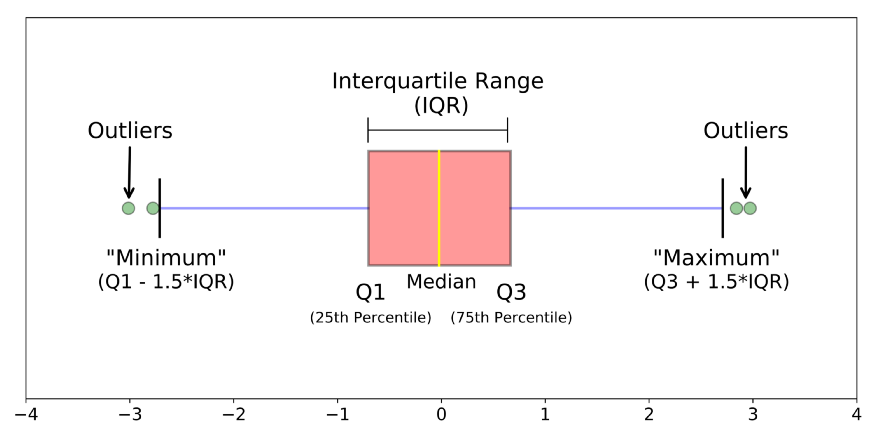 Interquartile Range
(IQR)
Outliers
Outliers
"Minimum"
(Q1 - 1.5*IQR)
"Maximum"
(Q3 + 1.5*IQR)
Median
Q1
Q3
(25th Percentile)
(75th Percentile)
−4
−3
−2
−1
0
1
2
3
4